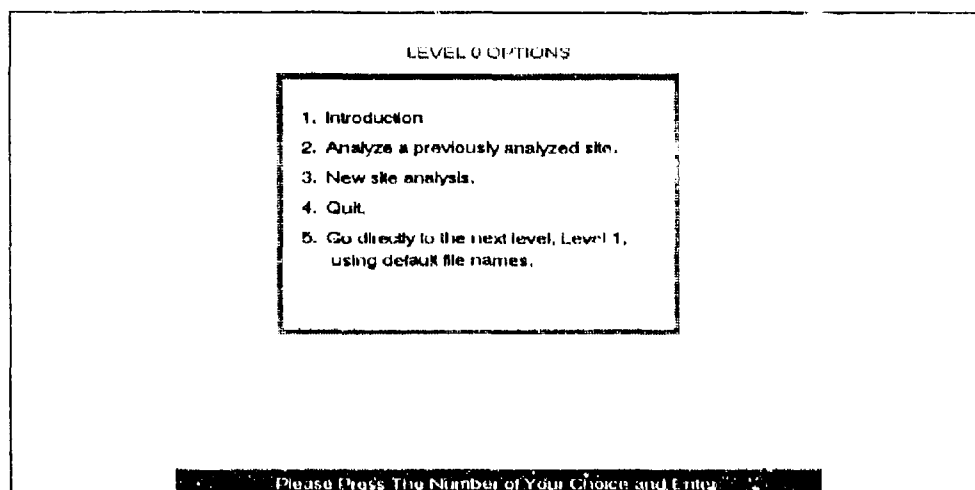 LEVEL 0 OPTIONS
1. Introduction
2. Analyze a previously analyzed site.
3. New site analysis.
4. Quit.
5. Go directly to the next level, Level 1,
using default file names.
Please Press The Number of Your Choice and Enter